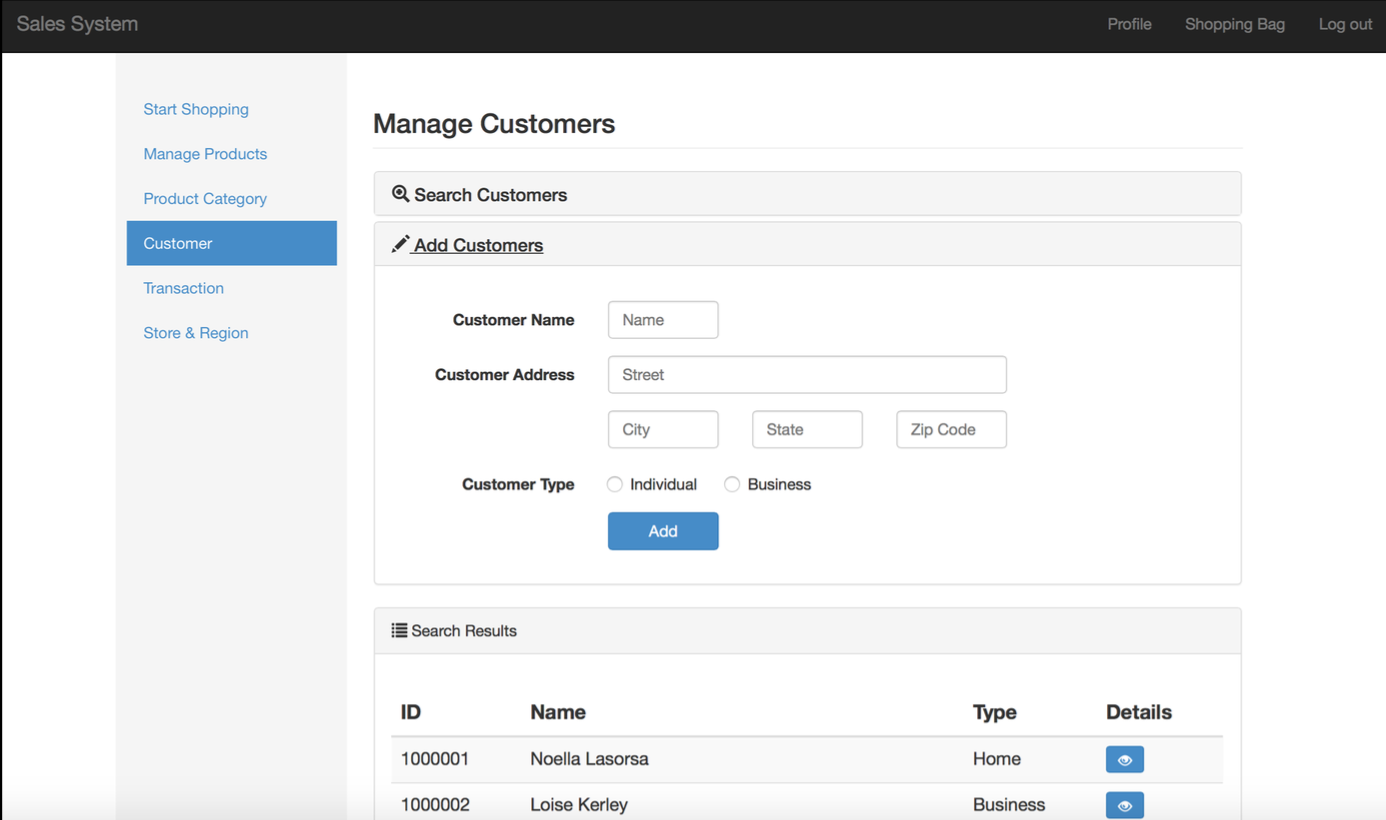 Sales System Profile Shopping Bag Log out
Start Shopping
Manage Products
Product Category
Customer
Transaction
Store & Region
Manage Customers
Search Customers
Add Customers
Customer Name Name
Customer Address Street
City State Zip Code
Customer Type Individual Business
Add
Search Results
ID Name Type Details
1000001 Noella Lasorsa Home
1000002 Loise Kerley Business